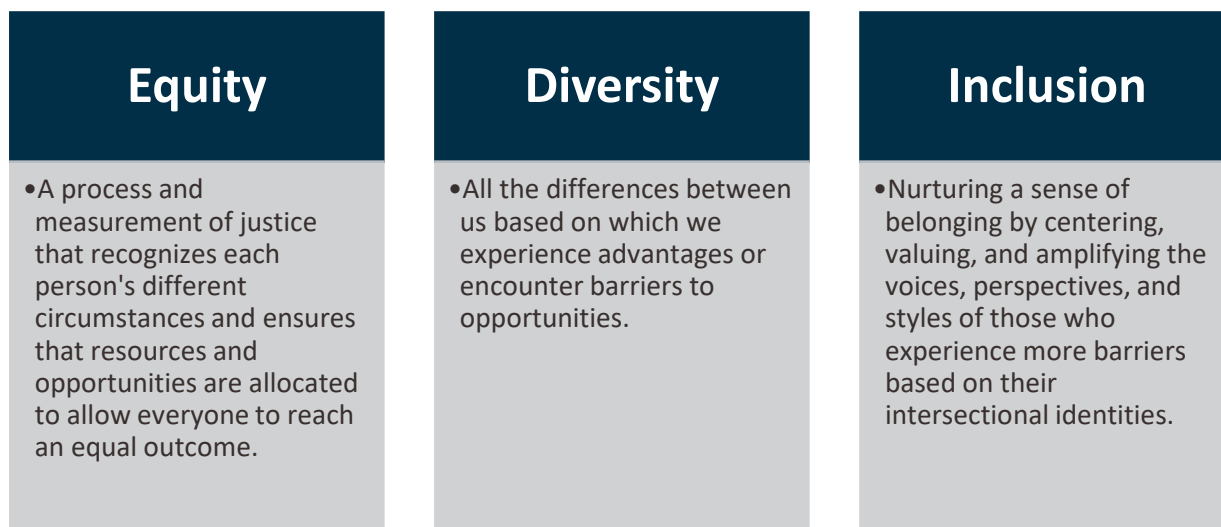 Equity
•A process and
measurement of justice
that recognizes each
person's different
circumstances and ensures
that resources and
opportunities are allocated
to allow everyone to reach
an equal outcome.
Diversity
•All the differences between
us based on which we
experience advantages or
encounter barriers to
opportunities.
Inclusion
•Nurturing a sense of
belonging by centering,
valuing, and amplifying the
voices, perspectives, and
styles of those who
experience more barriers
based on their
intersectional identities.